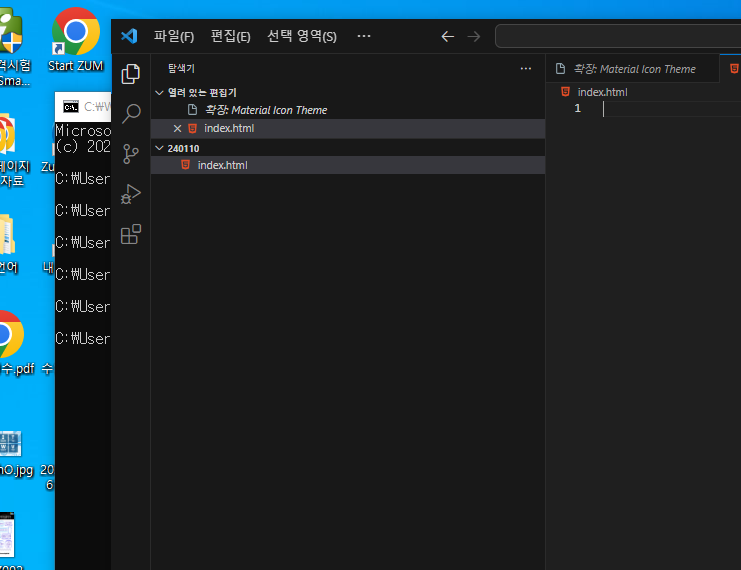 격시험
Sma...
Start ZUM
파일(F) 편집(E) 선택 영역(S) ...
탐색기 ...
열려 있는 편집기
확장: Material Icon Theme
index.html
240110
index.html
확장: Material Icon Theme
index.html
1
C:\W
Microso
(c) 202
C:\User
C:\User
C:\User
C:\User
C:\User
C:\User
페이지
자료
Zu
언어
내
수.pdf
수
nO.jpg
20
6